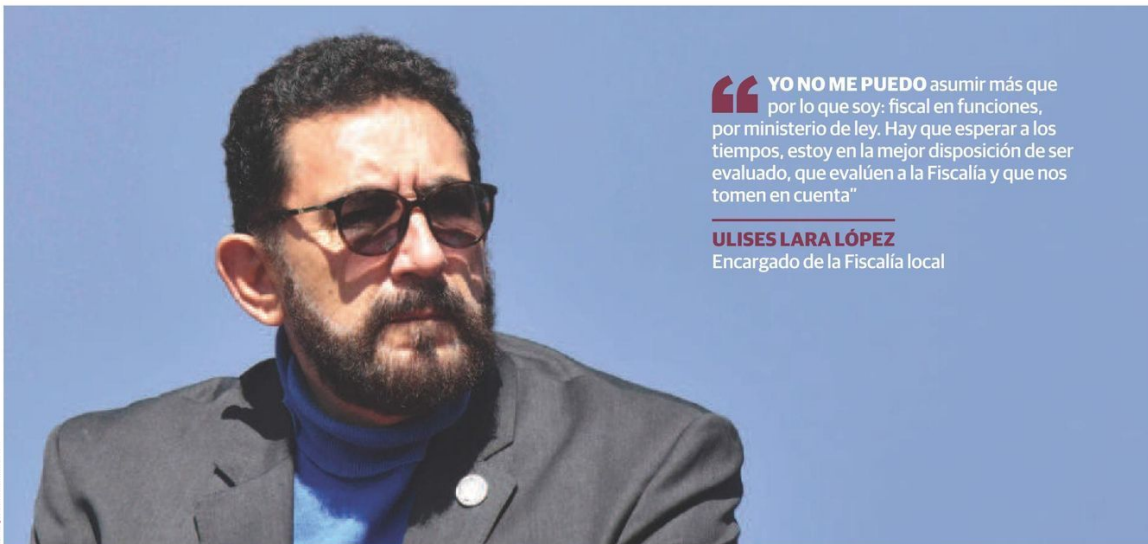 YO NO ME PUEDO asumir más que
por lo que soy: fiscal en funciones,
por ministerio de ley. Hay que esperar a los
tiempos, estoy en la mejor disposición de ser
evaluado, que evalúen a la Fiscalía y que nos
tomen en cuenta”
ULISES LARA LÓPEZ
Encargado de la Fiscalía local